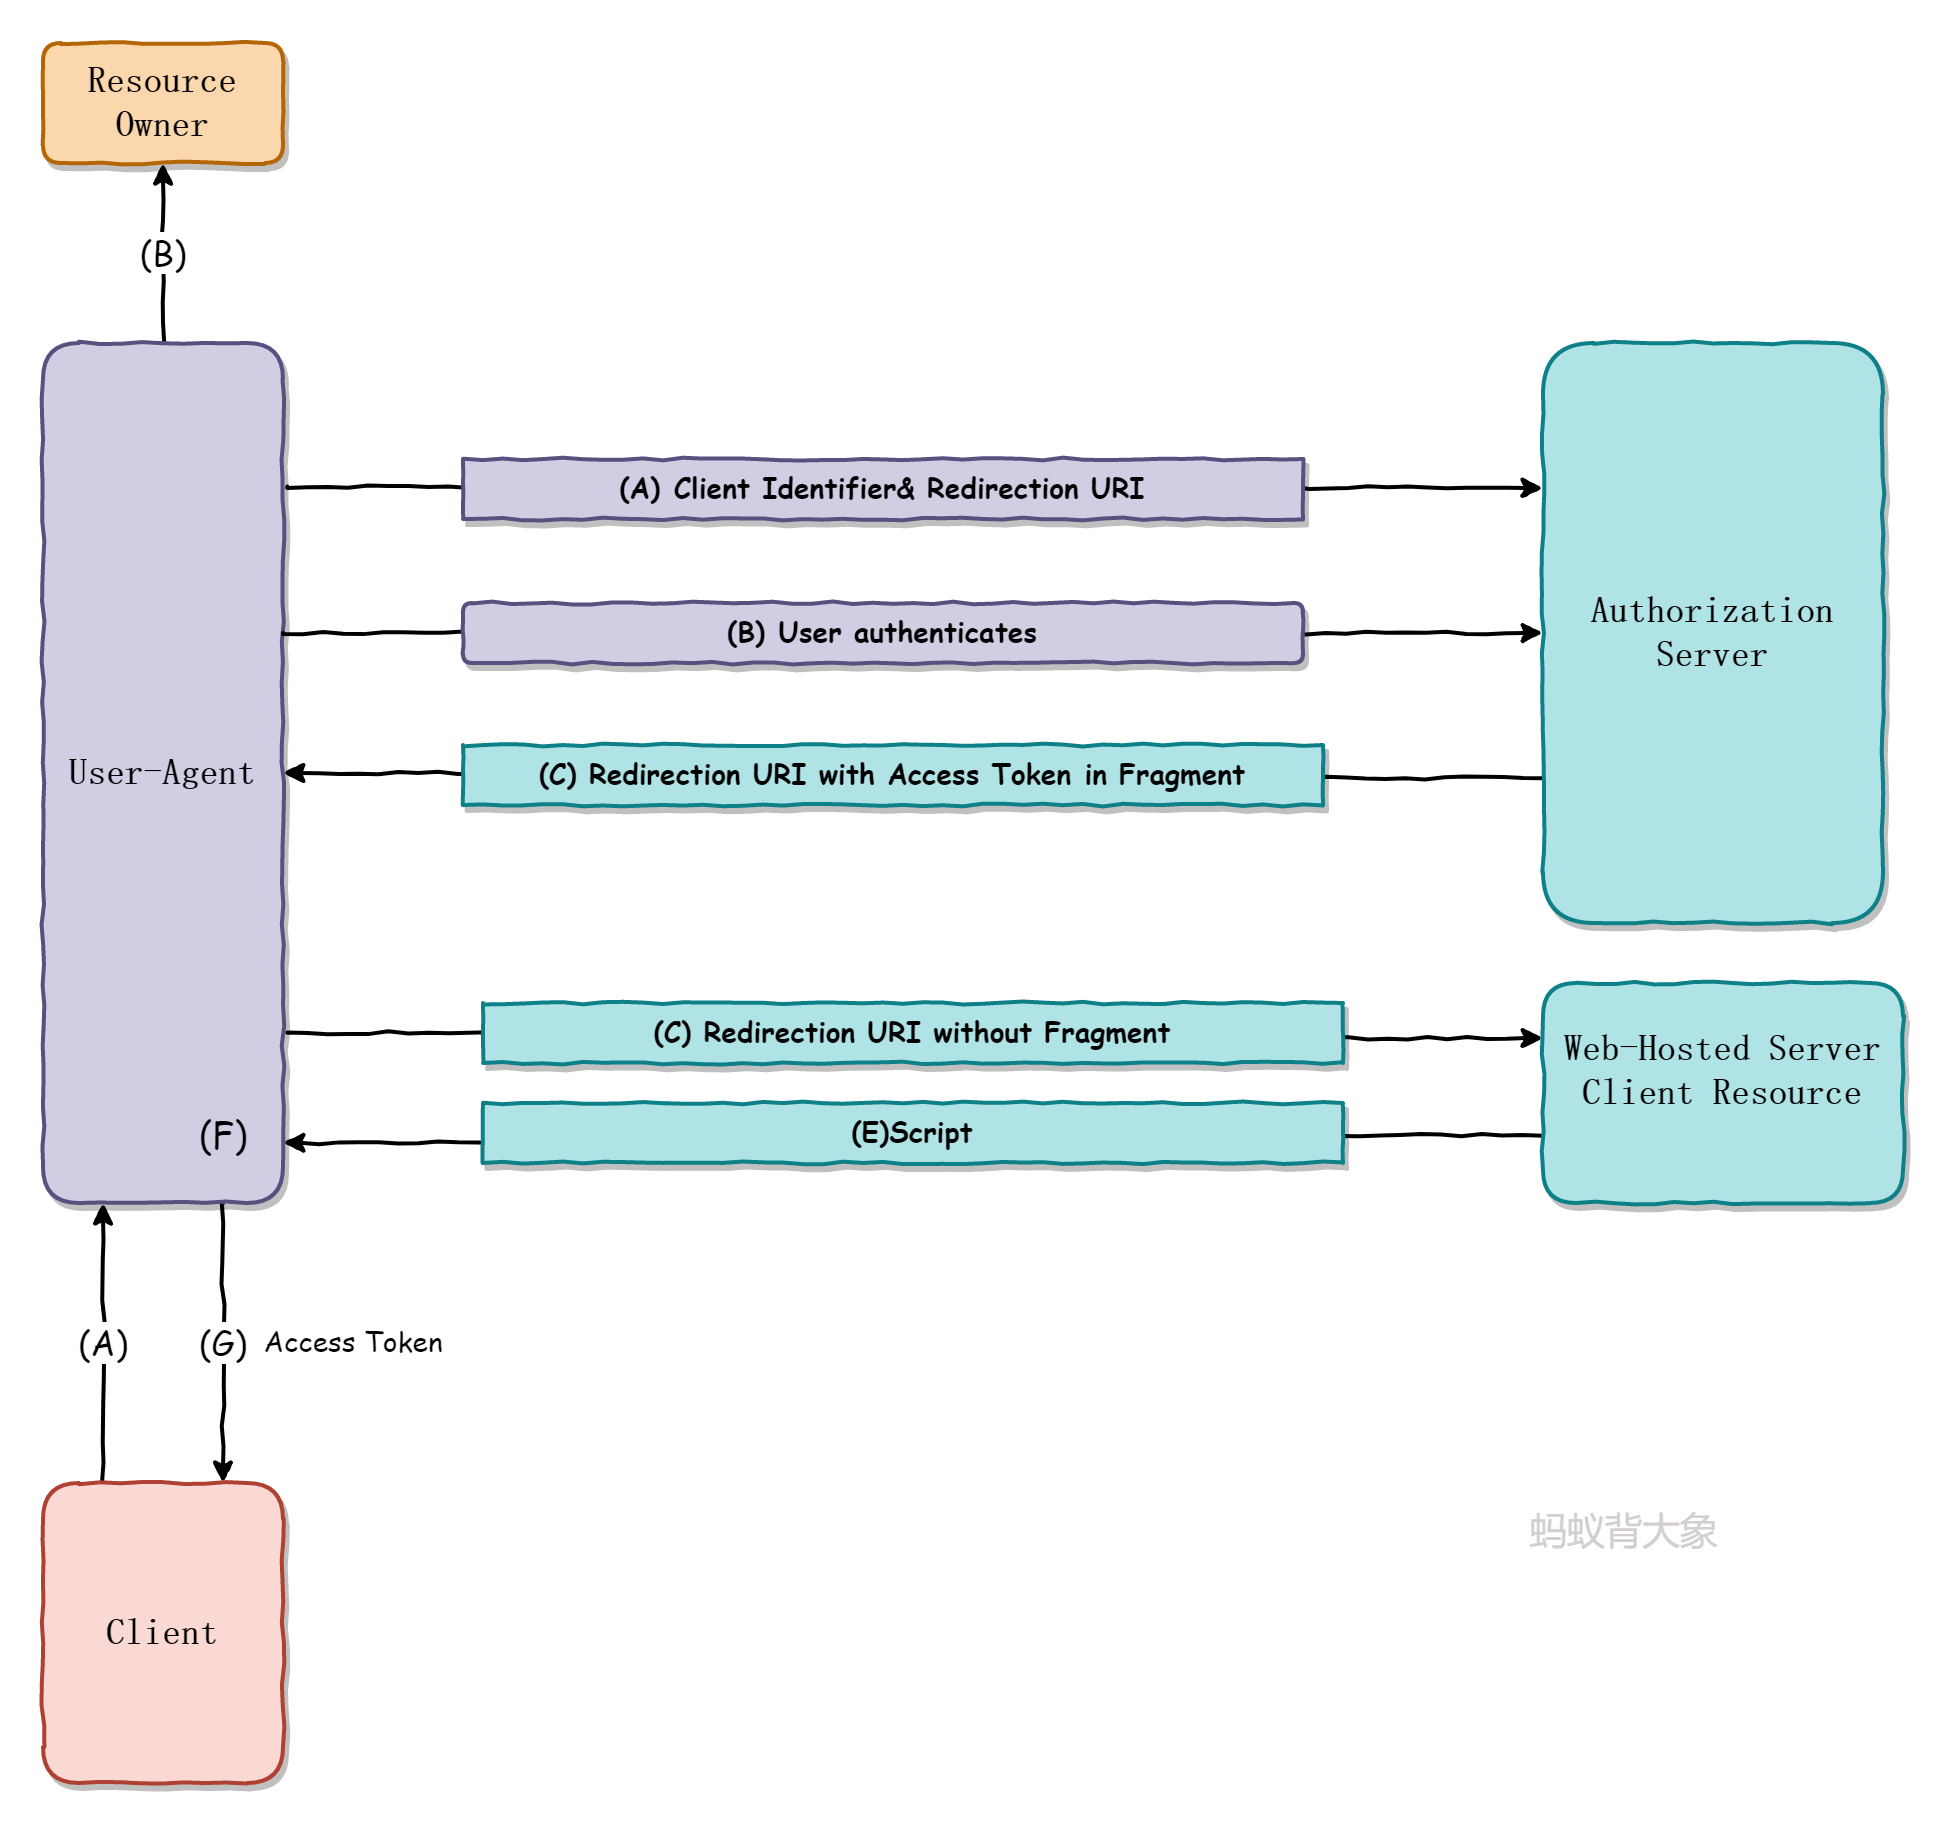 Resource
Owner
(B)
(A) Client Identifier& Redirection URI
(B) User authenticates
Authorization
Server
User-Agent
(C) Redirection URI with Access Token in Fragment
(C) Redirection URI without Fragment
Web-Hosted Server
Client Resource
(F)
(E)Script
(A)
(G) Access Token
蚂蚁背大象
Client